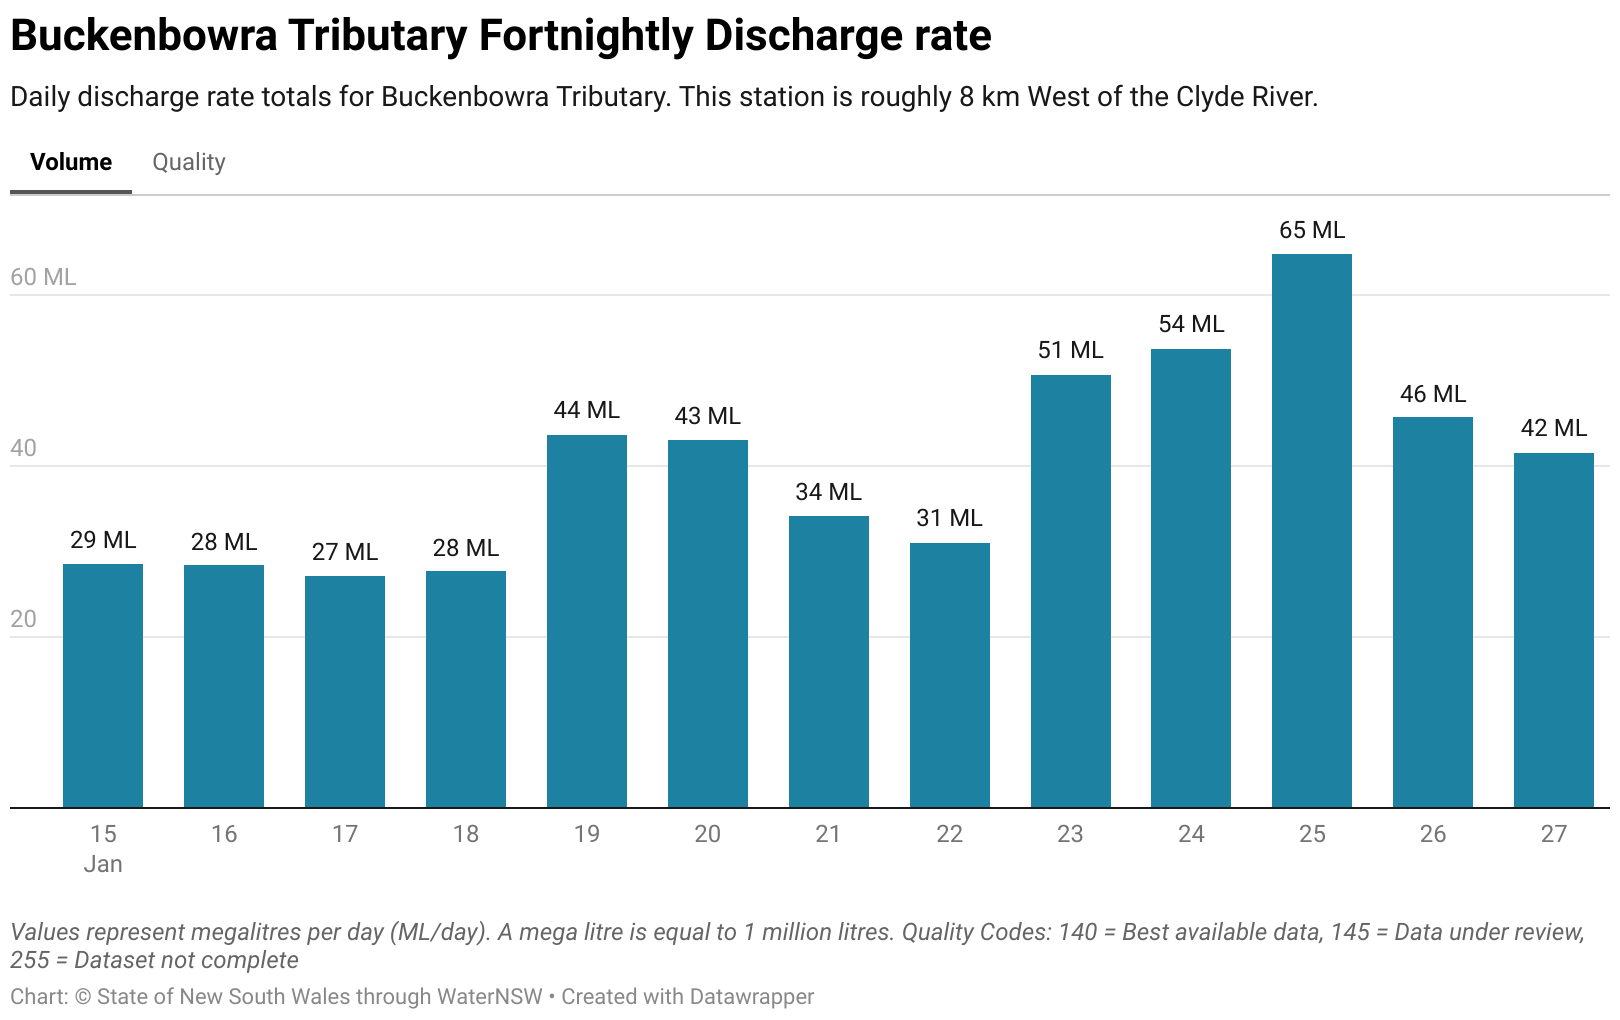 Buckenbowra Tributary Fortnightly Discharge rate
Daily discharge rate totals for Buckenbowra Tributary. This station is roughly 8 km West of the Clyde River.
Volume Quality
65 ML
60 ML
54 ML
51 ML
46 ML
44 ML 43 ML 42 ML
40
34 ML
31 ML
29 ML 28 ML 27 ML 28 ML
20
15 16 17 18 19 20 21 22 23 24 25 26 27
Jan
Values represent megalitres per day (ML/day). A mega litre is equal to 1 million litres. Quality Codes: 140 = Best available data, 145 = Data under review,
255 = Dataset not complete
Chart: © State of New South Wales through WaterNSW • Created with Datawrapper